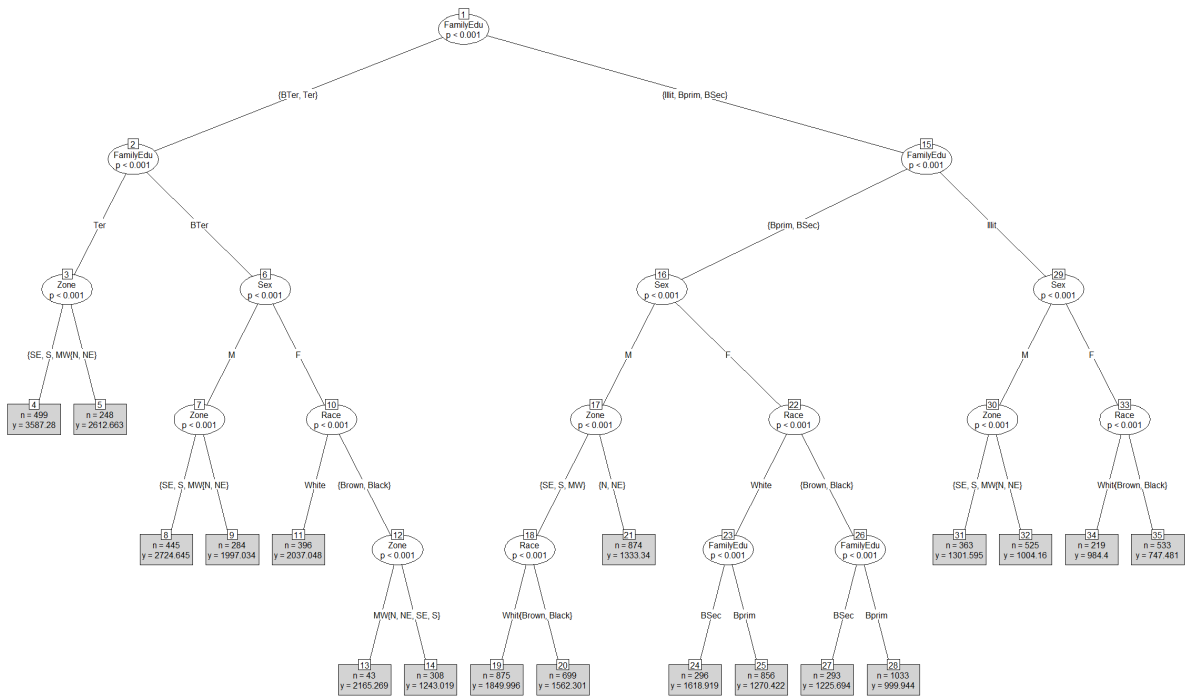 1
FamilyEdu
p < 0.001
{BTer, Ter}
{Illit, Bprim, BSec}
2
FamilyEdu
p < 0.001
15
FamilyEdu
p < 0.001
Ter
BTer
{Bprim, BSec}
Illit
3
Zone
p < 0.001
6
Sex
p < 0.001
16
Sex
p < 0.001
29
Sex
p < 0.001
{SE, S, MW{N, NE}
M
F
M
F
M
F
4
n = 499
y = 3587.28
5
n = 248
y = 2612.663
7
Zone
p < 0.001
10
Race
p < 0.001
17
Zone
p < 0.001
22
Race
p < 0.001
30
Zone
p < 0.001
33
Race
p < 0.001
{SE, S, MW{N, NE}
White
{Brown, Black}
{SE, S, MW}
{N, NE}
White
{Brown, Black}
{SE, S, MW{N, NE}
Whit{Brown, Black}
8
n = 445
y = 2724.645
9
n = 284
y = 1997.034
11
n = 396
y = 2037.048
12
Zone
p < 0.001
18
Race
p < 0.001
21
n = 874
y = 1333.34
23
FamilyEdu
p < 0.001
26
FamilyEdu
p < 0.001
31
n = 363
y = 1301.595
32
n = 525
y = 1004.16
34
n = 219
y = 984.4
35
n = 533
y = 747.481
MW{N, NE, SE, S}
Whit{Brown, Black}
BSec
Bprim
BSec
Bprim
13
n = 43
y = 2165.269
14
n = 308
y = 1243.019
19
n = 875
y = 1849.996
20
n = 699
y = 1562.301
24
n = 296
y = 1618.919
25
n = 856
y = 1270.422
27
n = 293
y = 1225.694
28
n = 1033
y = 999.944